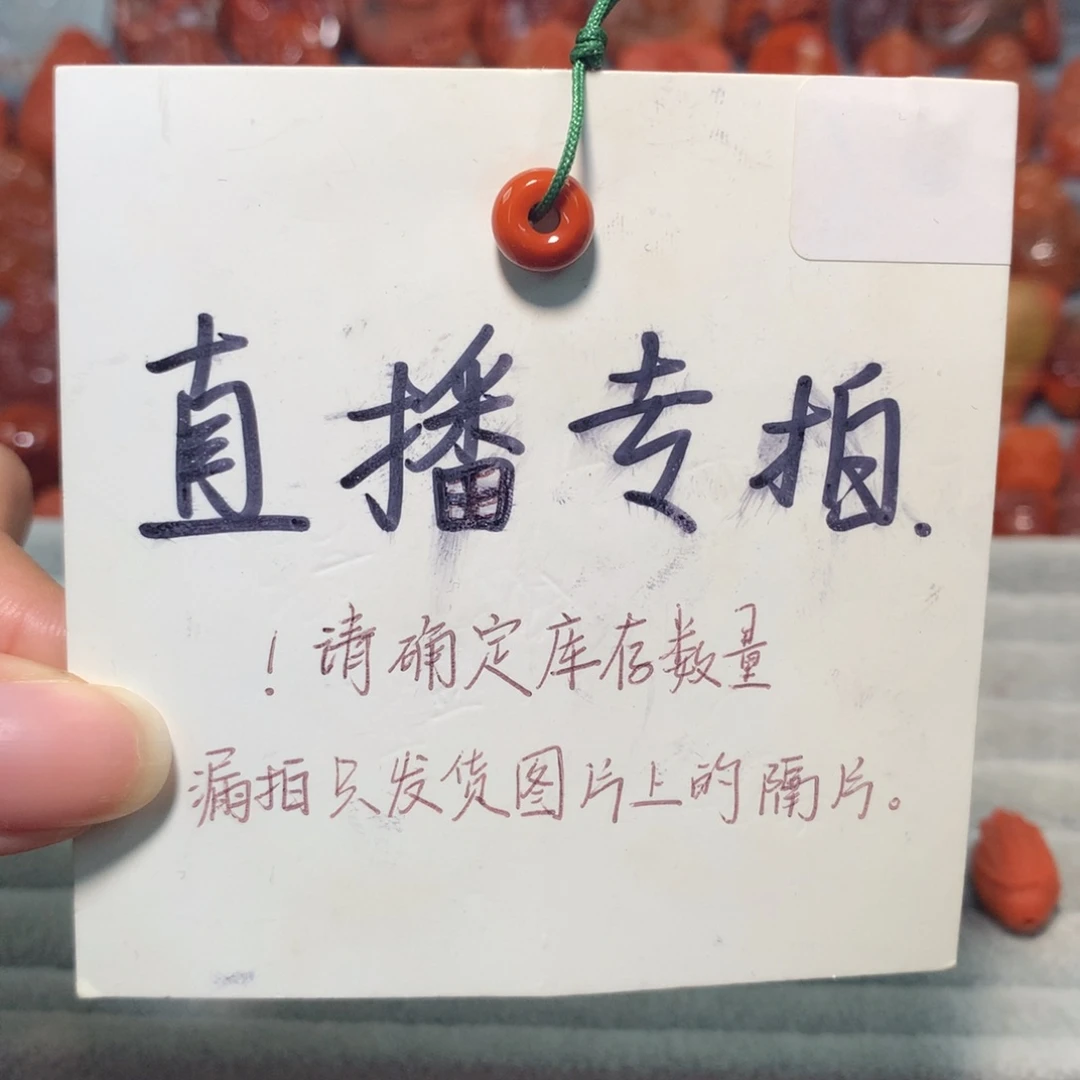 直播专拍.
！请确定库存数量
漏拍只发货图片上的隔片。